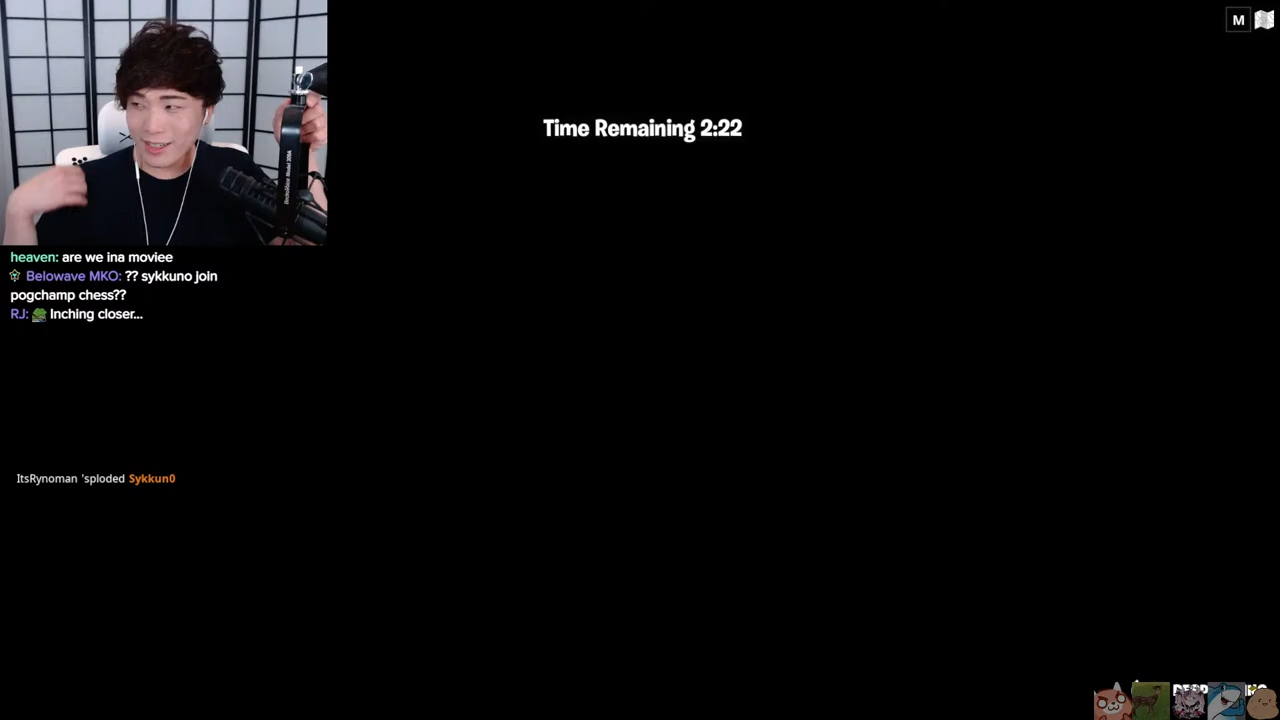 M
Time Remaining 2:22
heaven: are we ina moviee
Belowave MKO: ?? sykkuno join
pogchamp chess??
RJ: Inching closer...
ItsRynoman 'sploded Sykkun0